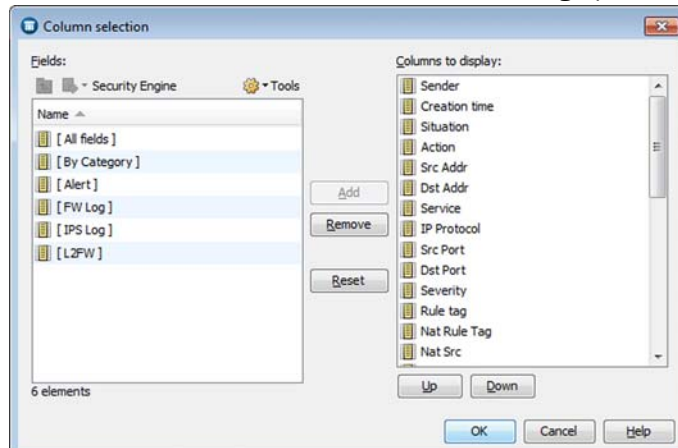 Column selection
Fields:
Security Engine
Tools
Name
[ All fields ]
[ By Category ]
[ Alert ]
[ FW Log ]
[ IPS Log ]
[ L2FW ]
6 elements
Add
Remove
Reset
Columns to display:
Sender
Creation time
Situation
Action
Src Addr
Dst Addr
Service
IP Protocol
Src Port
Dst Port
Severity
Rule tag
Nat Rule Tag
Nat Src
Up
Down
OK
Cancel
Help